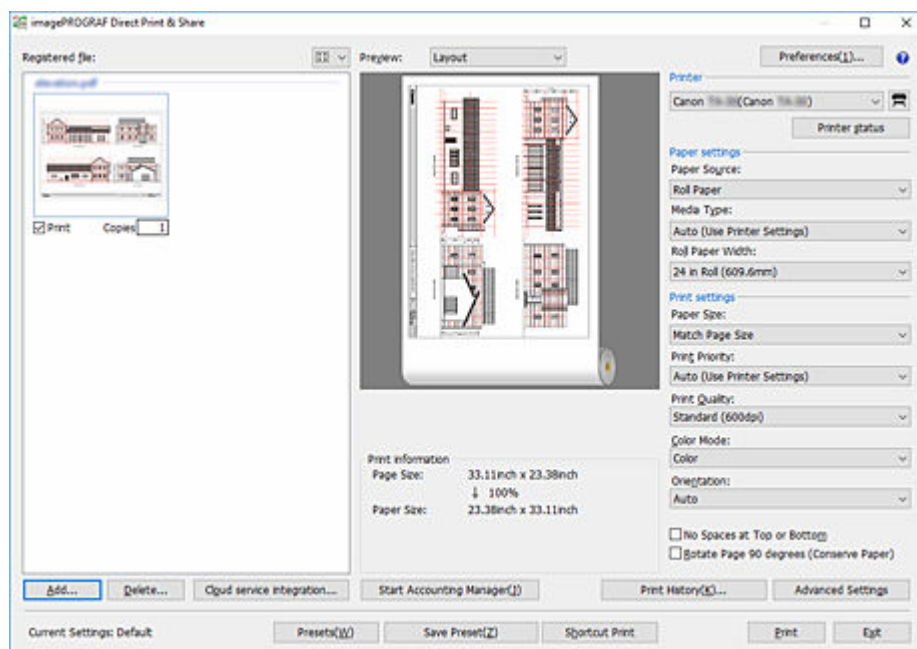 imagePROGRAF Direct Print & Share
Registered file:
Preview:
Layout
Preferences(1)...
elevation.pdf
Print
Copies 1
Printer
Canon (Canon )
Printer status
Paper settings
Paper Source:
Roll Paper
Media Type:
Auto (Use Printer Settings)
Roll Paper Width:
24 in Roll (609.6mm)
Print settings
Paper Size:
Match Page Size
Print Priority:
Auto (Use Printer Settings)
Print Quality:
Standard (600dpi)
Color Mode:
Color
Orientation:
Auto
No Spaces at Top or Bottom
Rotate Page 90 degrees (Conserve Paper)
Print information
Page Size: 33.11inch x 23.38inch
↓ 100%
Paper Size: 23.38inch x 33.11inch
Add... Delete... Cloud service integration... Start Accounting Manager(J) Print History(K)... Advanced Settings
Current Settings: Default Presets(W) Save Preset(Z) Shortcut Print Print Exit